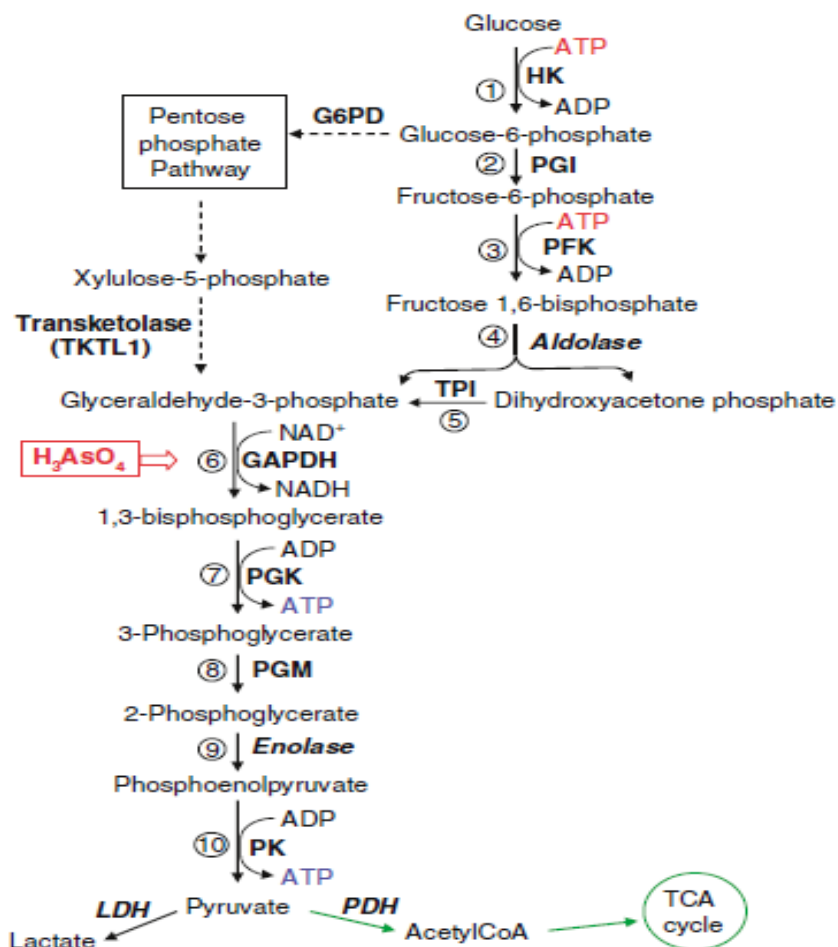 Glucose
ATP
HK
①
ADP
Pentose
phosphate
Pathway
G6PD
Glucose-6-phosphate
② PGI
Fructose-6-phosphate
ATP
③ PFK
ADP
Xylulose-5-phosphate
Fructose 1,6-bisphosphate
Transketolase
(TKTL1)
④ Aldolase
Glyceraldehyde-3-phosphate
TPI
⑤
Dihydroxyacetone phosphate
NAD⁺
H₃AsO₄
⑥ GAPDH
NADH
1,3-bisphosphoglycerate
ADP
⑦ PGK
ATP
3-Phosphoglycerate
⑧ PGM
2-Phosphoglycerate
⑨ Enolase
Phosphoenolpyruvate
ADP
⑩ PK
ATP
LDH
Pyruvate
PDH
Lactate
AcetylCoA
TCA
cycle